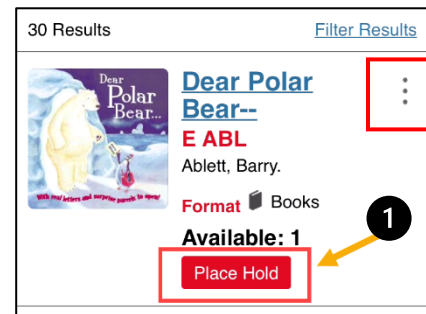 30 Results
Filter Results
Dear
Polar
Bear...
With real letters and surprise parcels to open!
Dear Polar
Bear--
E ABL
Ablett, Barry.
Format Books
Available: 1
1
Place Hold